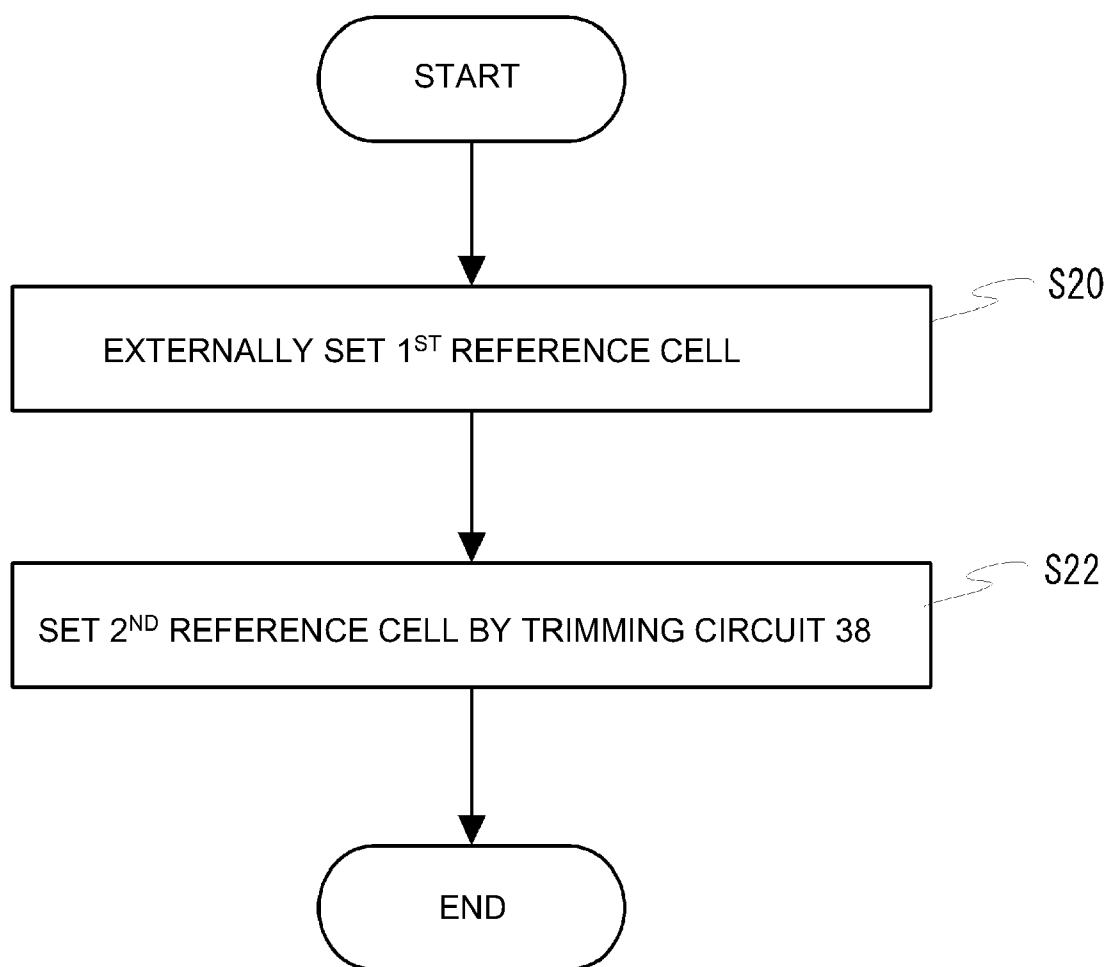 START
EXTERNALLY SET 1ST REFERENCE CELL
S20
SET 2ND REFERENCE CELL BY TRIMMING CIRCUIT 38
S22
END